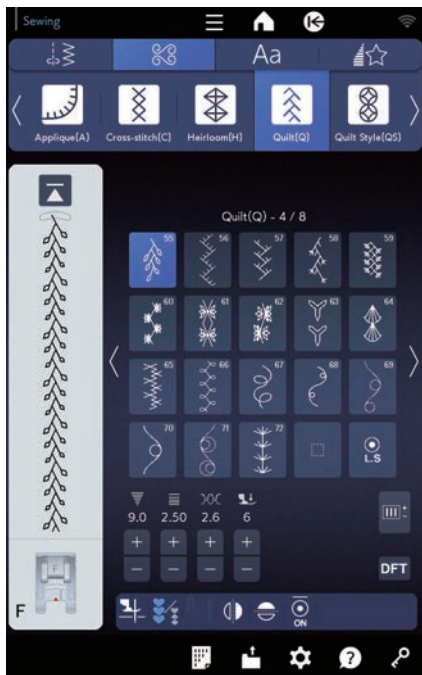 Sewing
Aa
Applique(A) Cross-stitch(C) Heirloom(H) Quilt(Q) Quilt Style(QS)
Quilt(Q) - 4 / 8
55 56 57 58 59
60 61 62 63 64
65 66 67 68 69
70 71 72 L.S
9.0 2.50 2.6 6
+ + + +
− − − −
DFT
F
F
ON
?